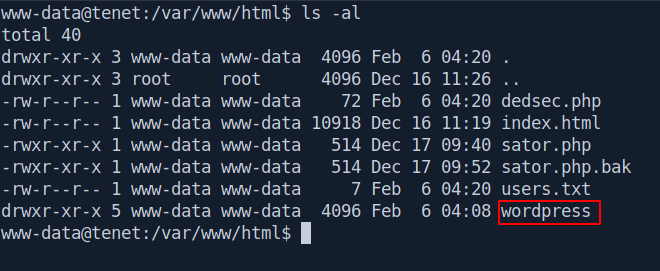 www-data@tenet:/var/www/html$ ls -al
total 40
drwxr-xr-x 3 www-data www-data  4096 Feb  6 04:20 .
drwxr-xr-x 3 root     root      4096 Dec 16 11:26 ..
-rw-r--r-- 1 www-data www-data    72 Feb  6 04:20 dedsec.php
-rw-r--r-- 1 www-data www-data 10918 Dec 16 11:19 index.html
-rwxr-xr-x 1 www-data www-data   514 Dec 17 09:40 sator.php
-rwxr-xr-x 1 www-data www-data   514 Dec 17 09:52 sator.php.bak
-rw-r--r-- 1 www-data www-data     7 Feb  6 04:20 users.txt
drwxr-xr-x 5 www-data www-data  4096 Feb  6 04:08 wordpress
www-data@tenet:/var/www/html$